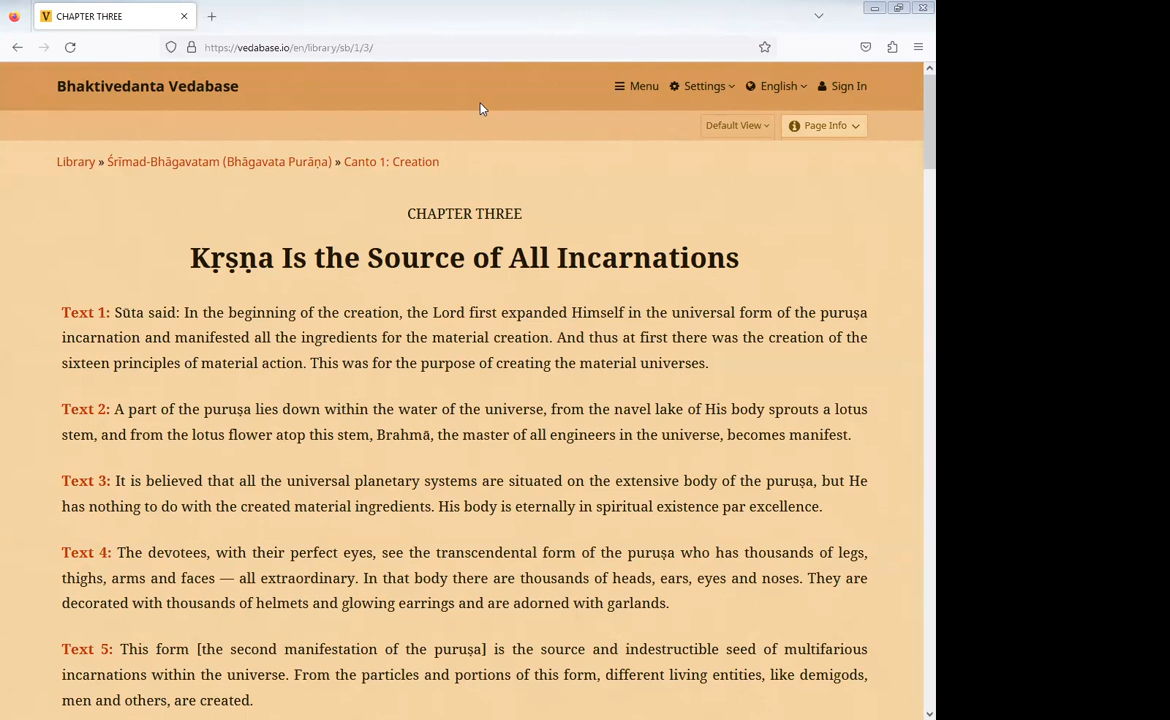 CHAPTER THREE
https://vedabase.io/en/library/sb/1/3/
Bhaktivedanta Vedabase
Menu Settings English Sign In
Default View Page Info
Library » Śrīmad-Bhāgavatam (Bhāgavata Purāṇa) » Canto 1: Creation
CHAPTER THREE
Kṛṣṇa Is the Source of All Incarnations
Text 1: Sūta said: In the beginning of the creation, the Lord first expanded Himself in the universal form of the puruṣa
incarnation and manifested all the ingredients for the material creation. And thus at first there was the creation of the
sixteen principles of material action. This was for the purpose of creating the material universes.
Text 2: A part of the puruṣa lies down within the water of the universe, from the navel lake of His body sprouts a lotus
stem, and from the lotus flower atop this stem, Brahmā, the master of all engineers in the universe, becomes manifest.
Text 3: It is believed that all the universal planetary systems are situated on the extensive body of the puruṣa, but He
has nothing to do with the created material ingredients. His body is eternally in spiritual existence par excellence.
Text 4: The devotees, with their perfect eyes, see the transcendental form of the puruṣa who has thousands of legs,
thighs, arms and faces — all extraordinary. In that body there are thousands of heads, ears, eyes and noses. They are
decorated with thousands of helmets and glowing earrings and are adorned with garlands.
Text 5: This form [the second manifestation of the puruṣa] is the source and indestructible seed of multifarious
incarnations within the universe. From the particles and portions of this form, different living entities, like demigods,
men and others, are created.